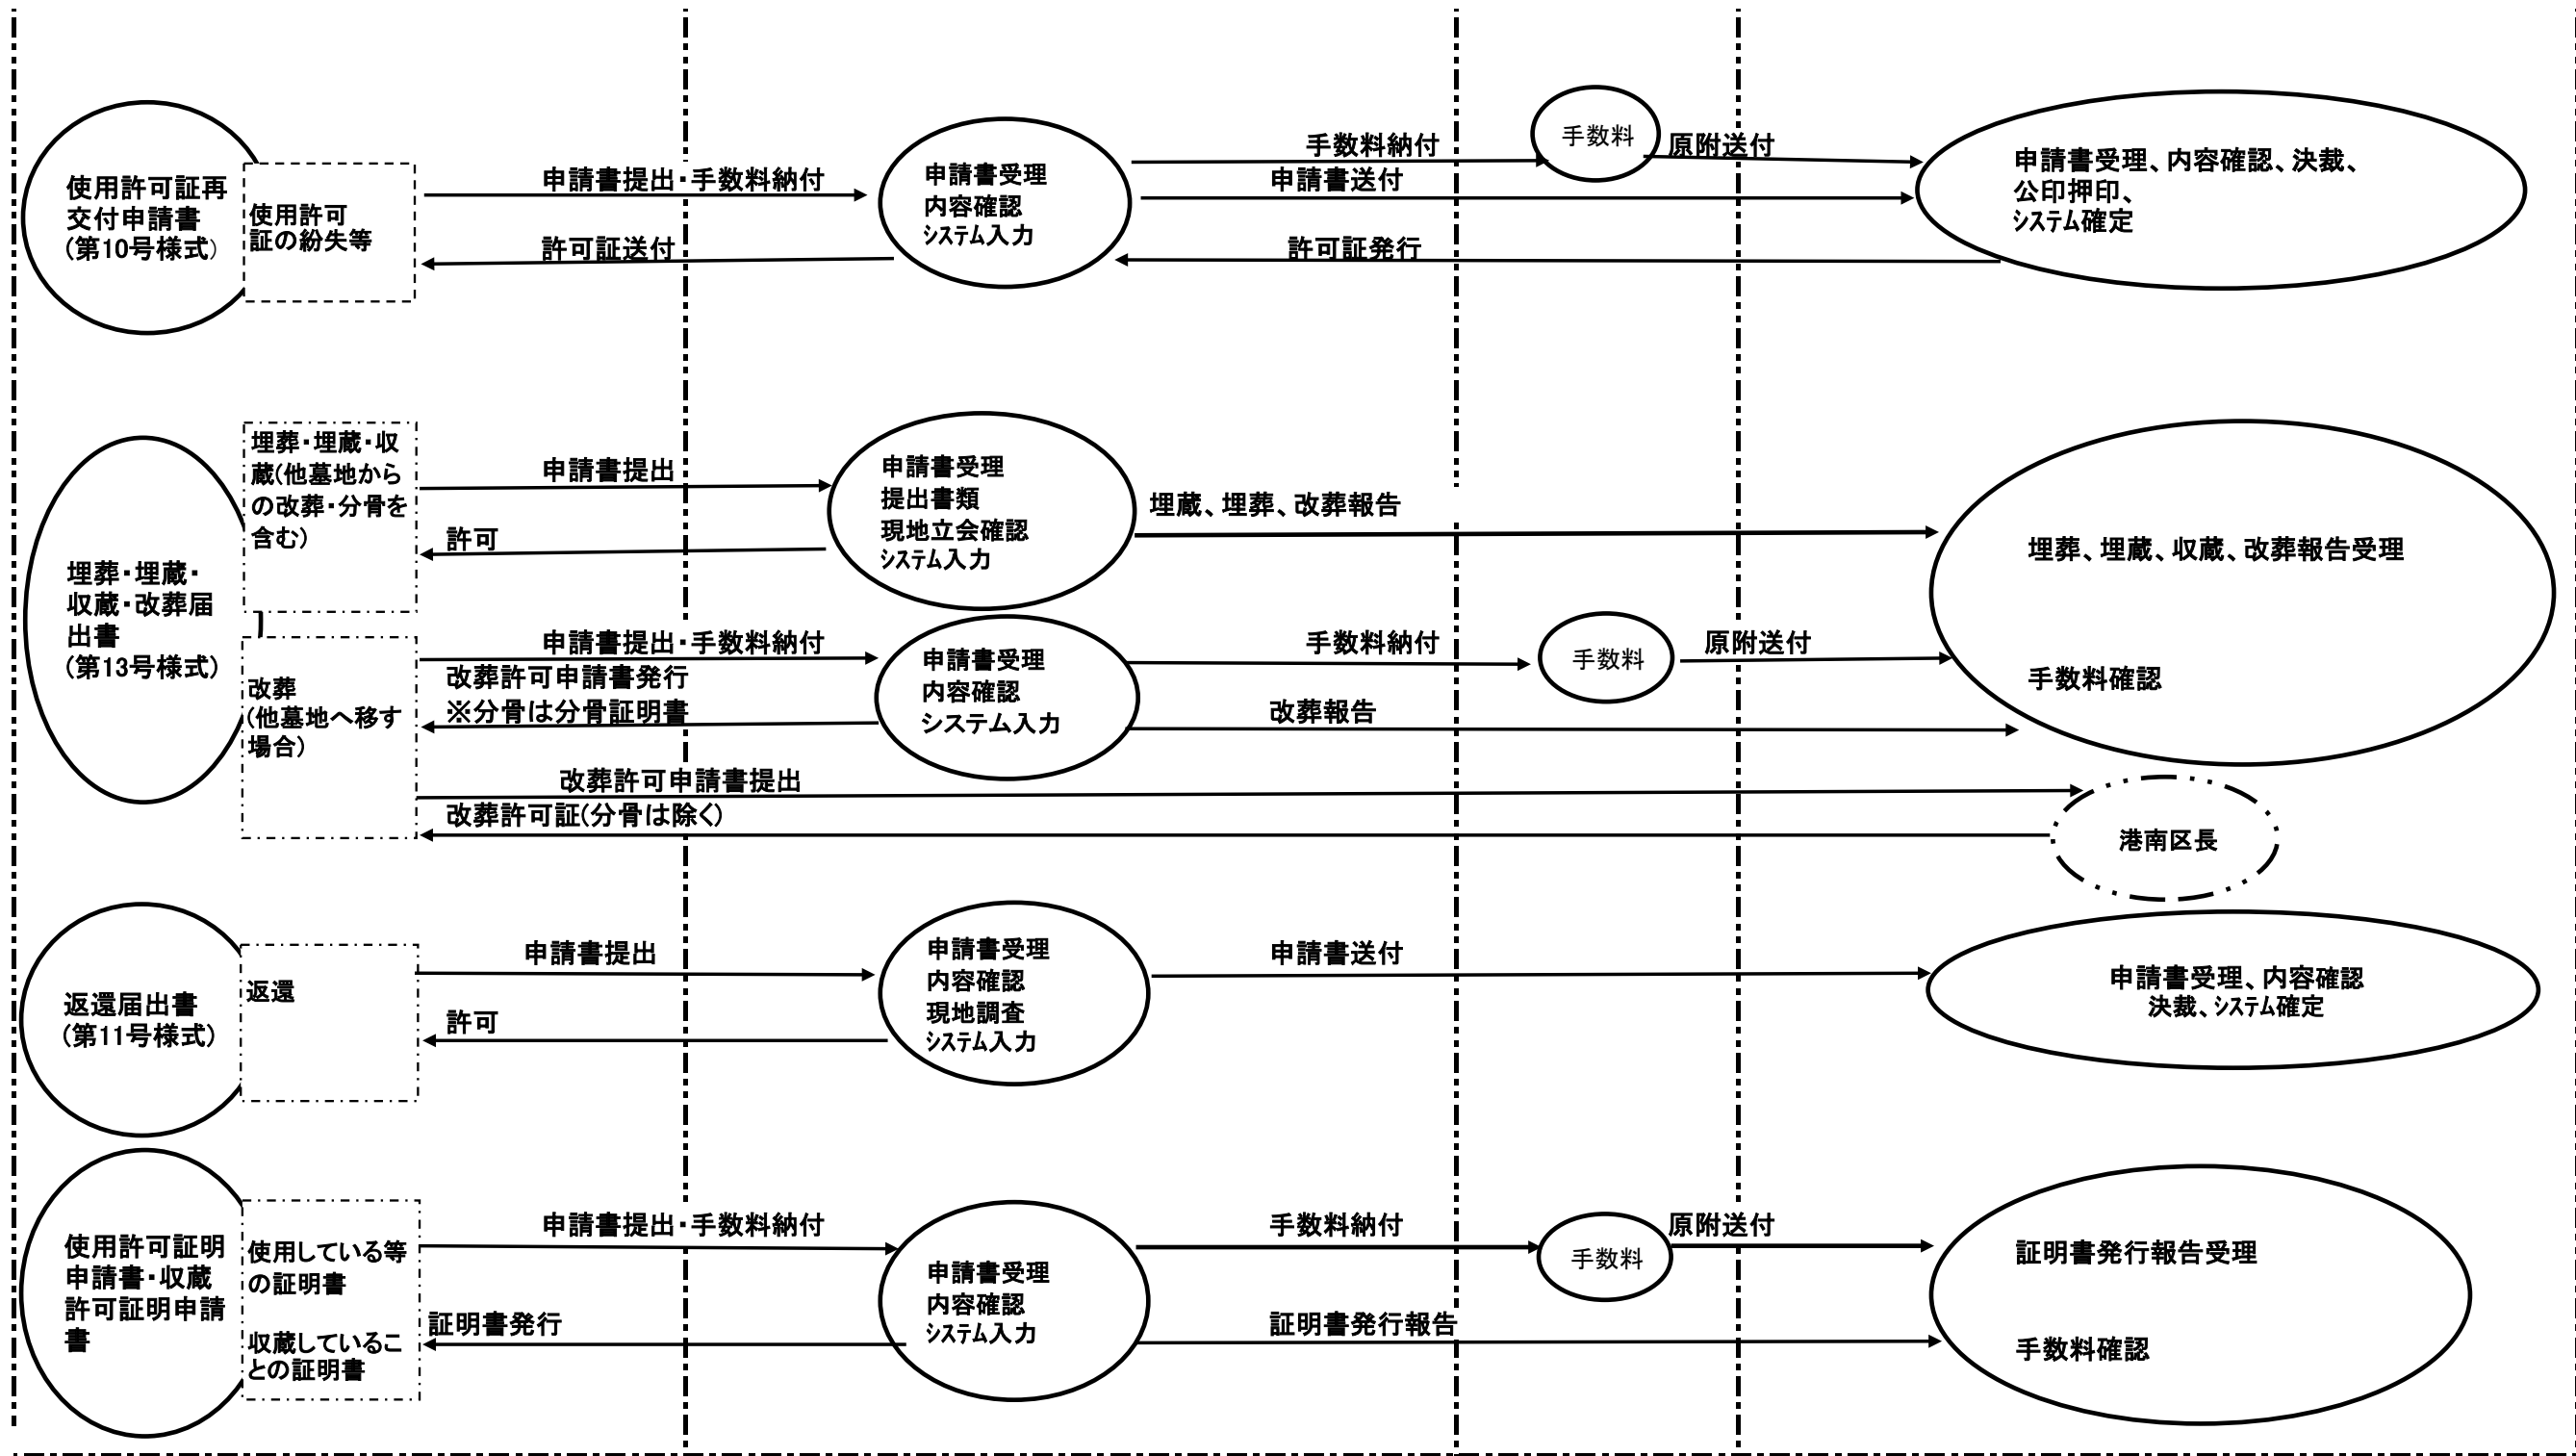 使用許可証再
交付申請書
(第10号様式)
使用許可
証の紛失等
申請書提出・手数料納付
許可証送付
申請書受理
内容確認
ｼｽﾃﾑ入力
手数料納付
申請書送付
許可証発行
手数料
原附送付
申請書受理、内容確認、決裁、
公印押印、
ｼｽﾃﾑ確定
埋葬・埋蔵・
収蔵・改葬届
出書
(第13号様式)
埋葬・埋蔵・収
蔵(他墓地から
の改葬・分骨を
含む)
申請書提出
許可
申請書受理
提出書類
現地立会確認
ｼｽﾃﾑ入力
埋蔵、埋葬、改葬報告
埋葬、埋蔵、収蔵、改葬報告受理
手数料確認
改葬
(他墓地へ移す
場合)
申請書提出・手数料納付
改葬許可申請書発行
※分骨は分骨証明書
申請書受理
内容確認
システム入力
手数料納付
改葬報告
手数料
原附送付
改葬許可申請書提出
改葬許可証(分骨は除く)
港南区長
返還届出書
(第11号様式)
返還
申請書提出
許可
申請書受理
内容確認
現地調査
ｼｽﾃﾑ入力
申請書送付
申請書受理、内容確認
決裁、ｼｽﾃﾑ確定
使用許可証明
申請書・収蔵
許可証明申請
書
使用している等
の証明書
収蔵しているこ
との証明書
申請書提出・手数料納付
証明書発行
申請書受理
内容確認
ｼｽﾃﾑ入力
手数料納付
証明書発行報告
手数料
原附送付
証明書発行報告受理
手数料確認